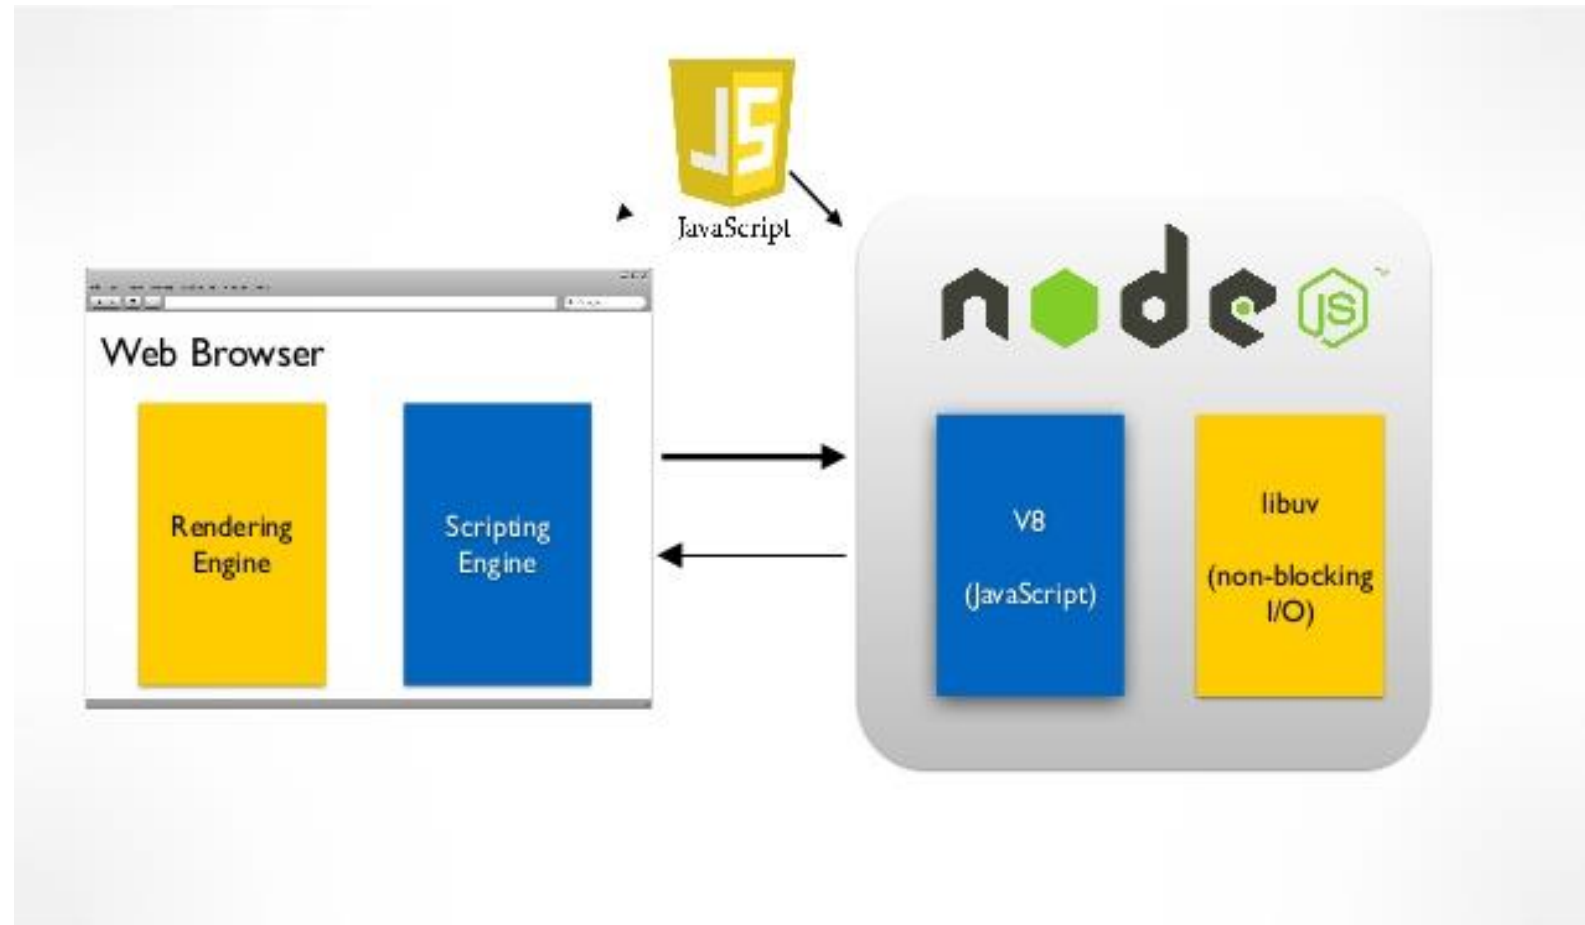 JS
JavaScript
node
JS
Web Browser
Rendering
Engine
Scripting
Engine
V8
(JavaScript)
libuv
(non-blocking
I/O)